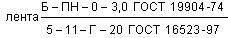 Б – ПН – 0 – 3,0 ГОСТ 19904-74
лента
5 – 11 – Г – 20 ГОСТ 16523-97